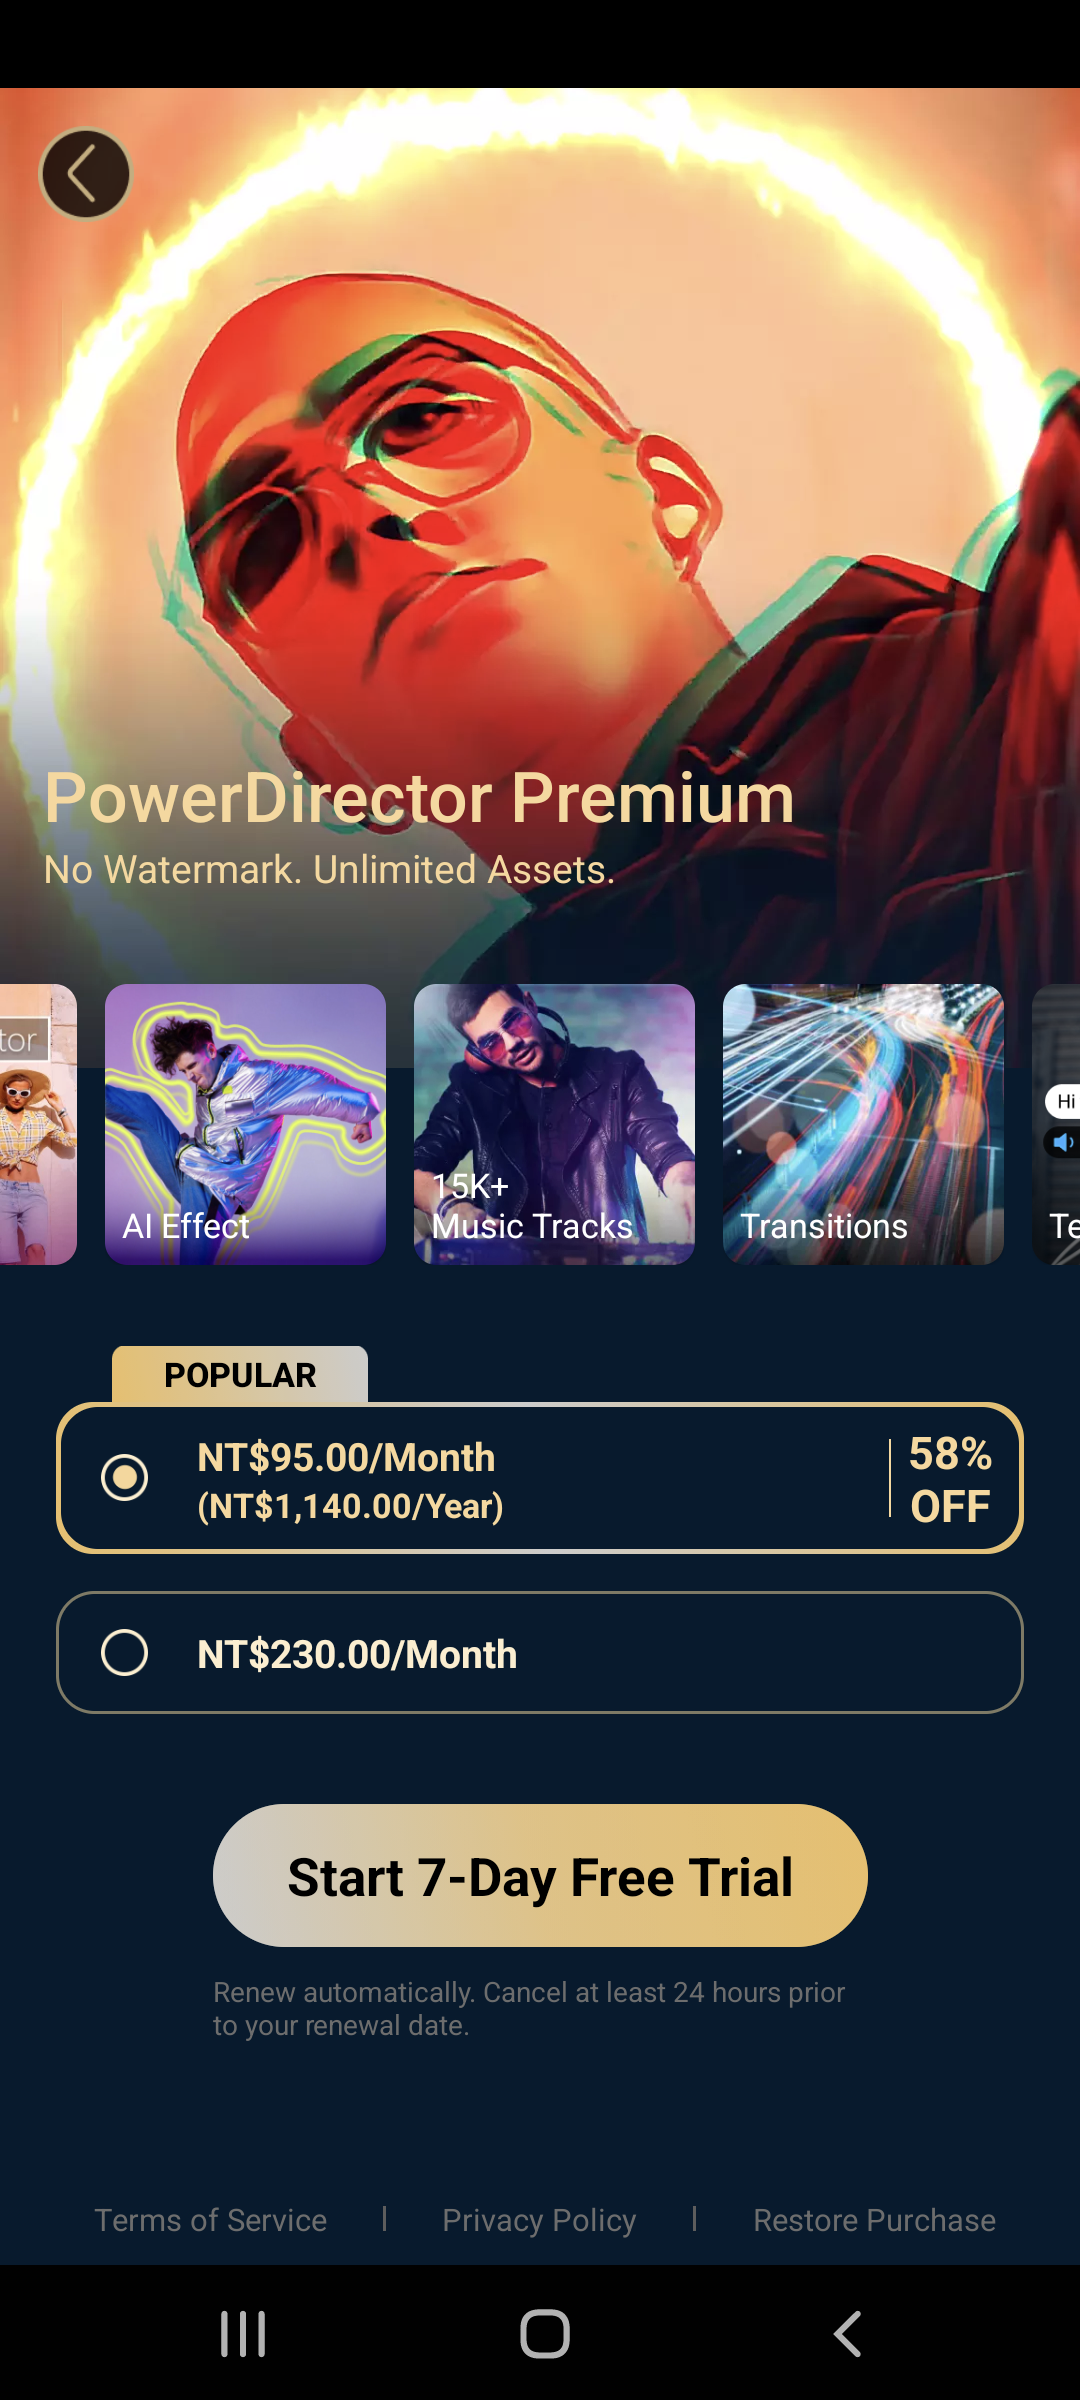 PowerDirector Premium
No Watermark. Unlimited Assets.
tor
AI Effect
15K+
Music Tracks
Transitions
Hi
Te
POPULAR
NT$95.00/Month
(NT$1,140.00/Year)
58%
OFF
NT$230.00/Month
Start 7-Day Free Trial
Renew automatically. Cancel at least 24 hours prior
to your renewal date.
Terms of Service | Privacy Policy | Restore Purchase